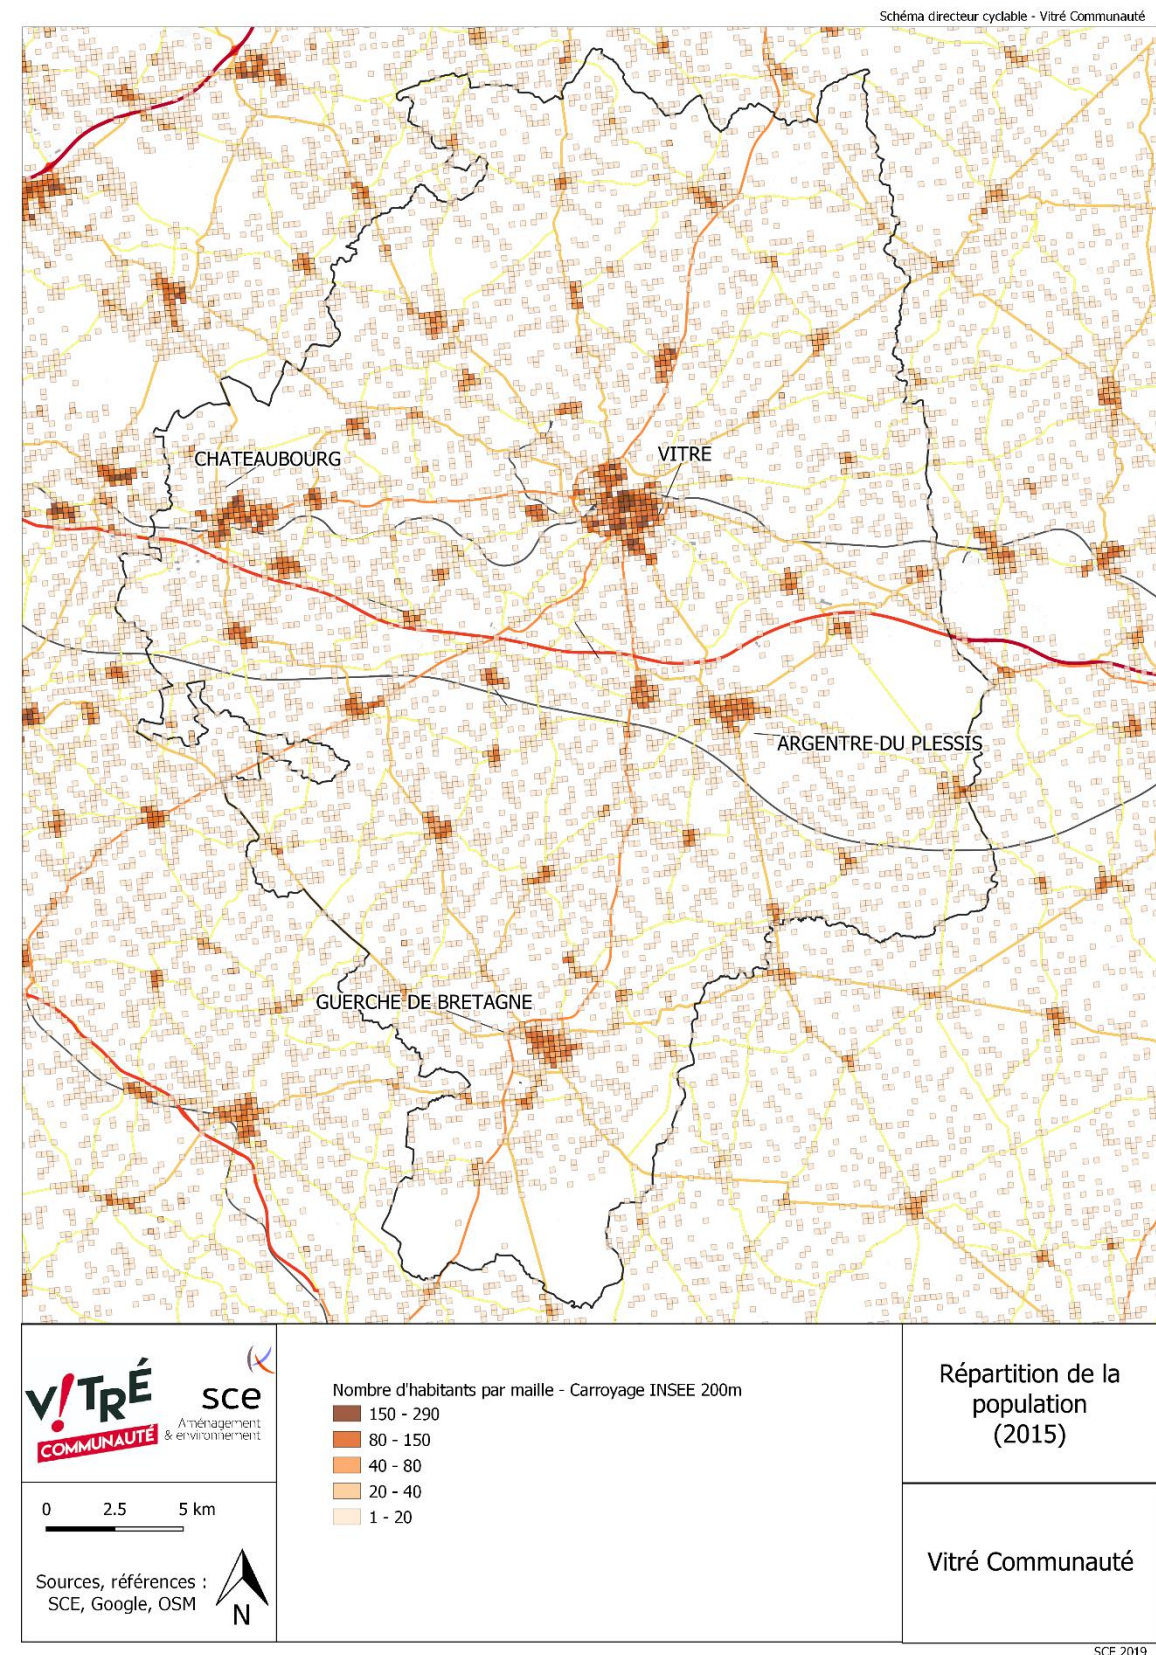 Schéma directeur cyclable - Vitré Communauté
CHATEAUBOURG
VITRE
ARGENTRE-DU PLESSIS
GUERCHE-DE BRETAGNE
V!TRÉ
COMMUNAUTÉ
sce
Aménagement
& environnement
Nombre d'habitants par maille - Carroyage INSEE 200m
150 - 290
80 - 150
40 - 80
20 - 40
1 - 20
Répartition de la
population
(2015)
0 2.5 5 km
Sources, références :
SCE, Google, OSM
N
Vitré Communauté
SCE 2019